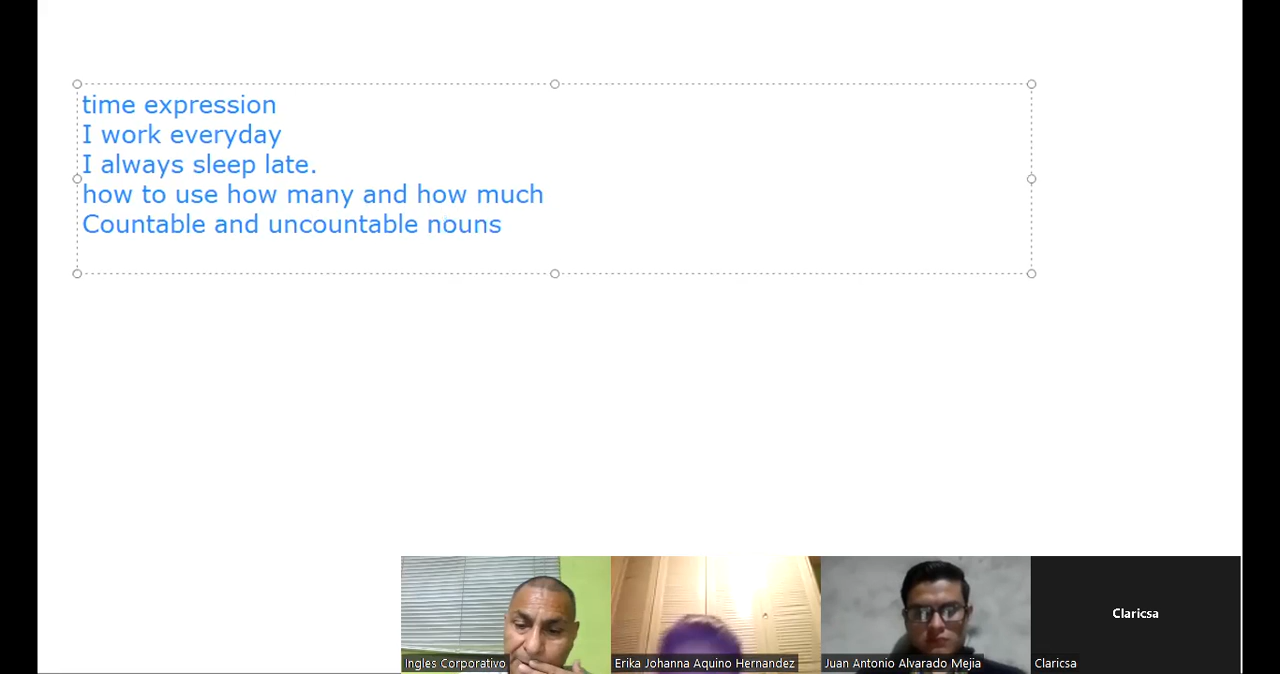 time expression
I work everyday
I always sleep late.
how to use how many and how much
Countable and uncountable nouns
Claricsa
Ingles Corporativo
Erika Johanna Aquino Hernandez
Juan Antonio Alvarado Mejia
Claricsa